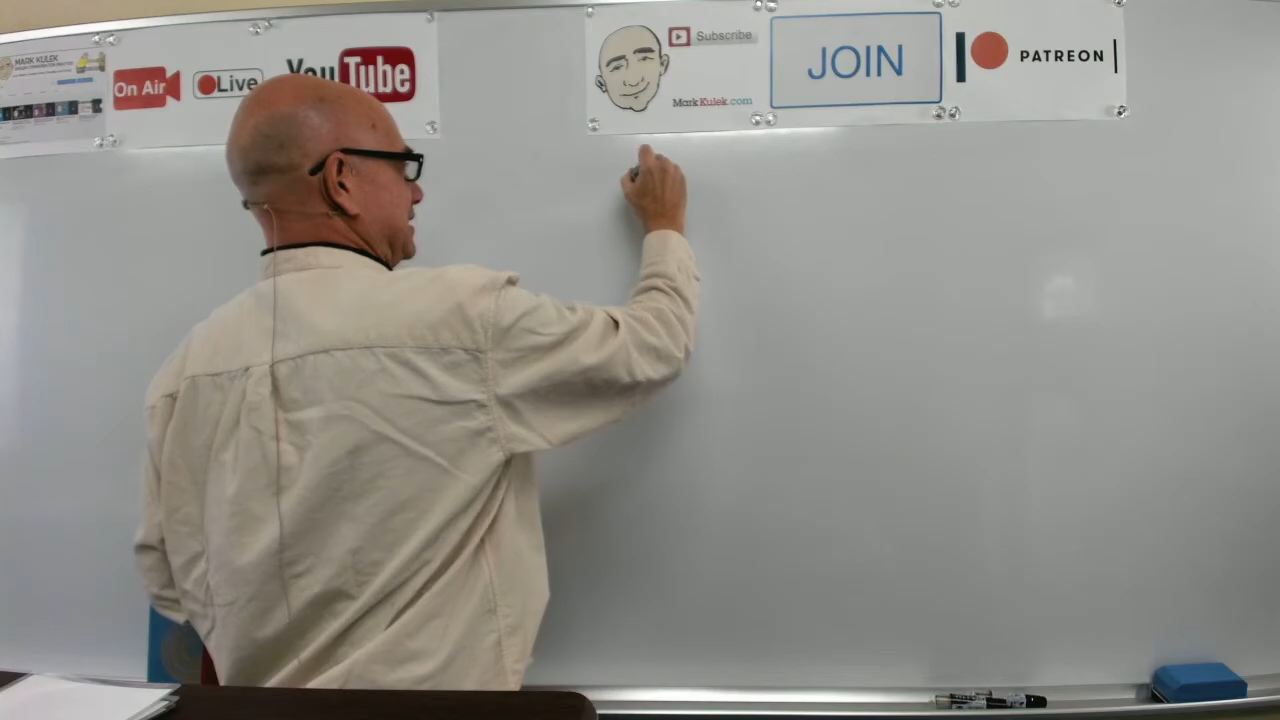 MARK KULEK
On Air
Live
YouTube
Subscribe
MarkKulek.com
JOIN
PATREON